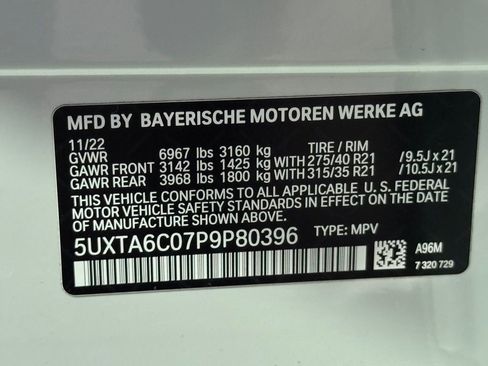 MFD BY BAYERISCHE MOTOREN WERKE AG
11/22
GVWR 6967 lbs 3160 kg TIRE / RIM
GAWR FRONT 3142 lbs 1425 kg WITH 275/40 R21 / 9.5J x 21
GAWR REAR 3968 lbs 1800 kg WITH 315/35 R21 / 10.5J x 21
THIS VEHICLE CONFORMS TO ALL APPLICABLE U. S. FEDERAL
MOTOR VEHICLE SAFETY STANDARDS IN EFFECT ON THE DATE
OF MANUFACTURE SHOWN ABOVE.
5UXTA6C07P9P80396 TYPE: MPV
A96M
7 320 729